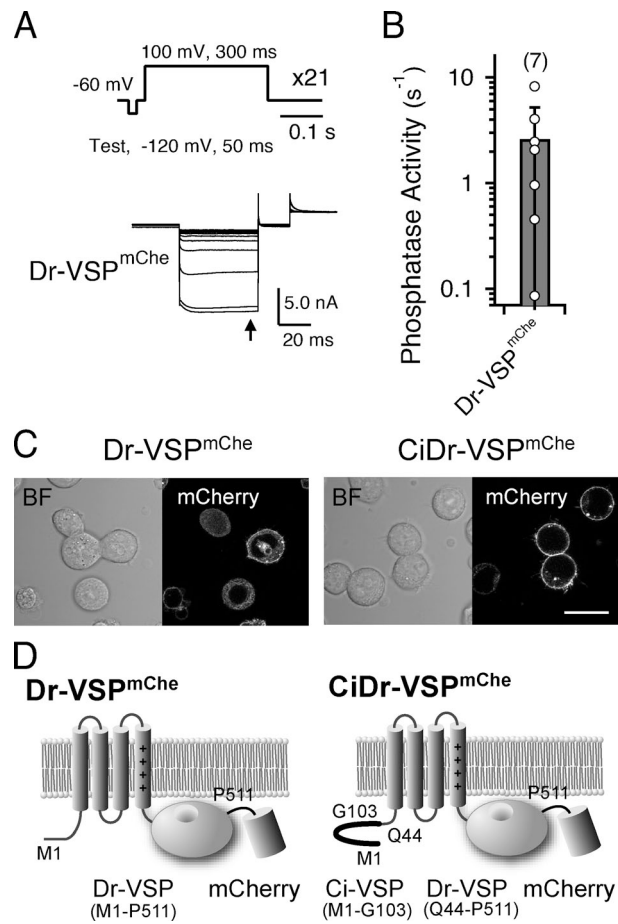 A
100 mV, 300 ms
-60 mV
x21
0.1 s
Test, -120 mV, 50 ms
Dr-VSPmChe
5.0 nA
20 ms
B
(7)
Phosphatase Activity (s-1)
10
1
0.1
Dr-VSPmChe
C
Dr-VSPmChe
CiDr-VSPmChe
BF
mCherry
BF
mCherry
D
Dr-VSPmChe
CiDr-VSPmChe
+
+
+
+
P511
M1
Dr-VSP
(M1-P511)
mCherry
+
+
+
+
P511
G103
Q44
M1
Ci-VSP
(M1-G103)
Dr-VSP
(Q44-P511)
mCherry